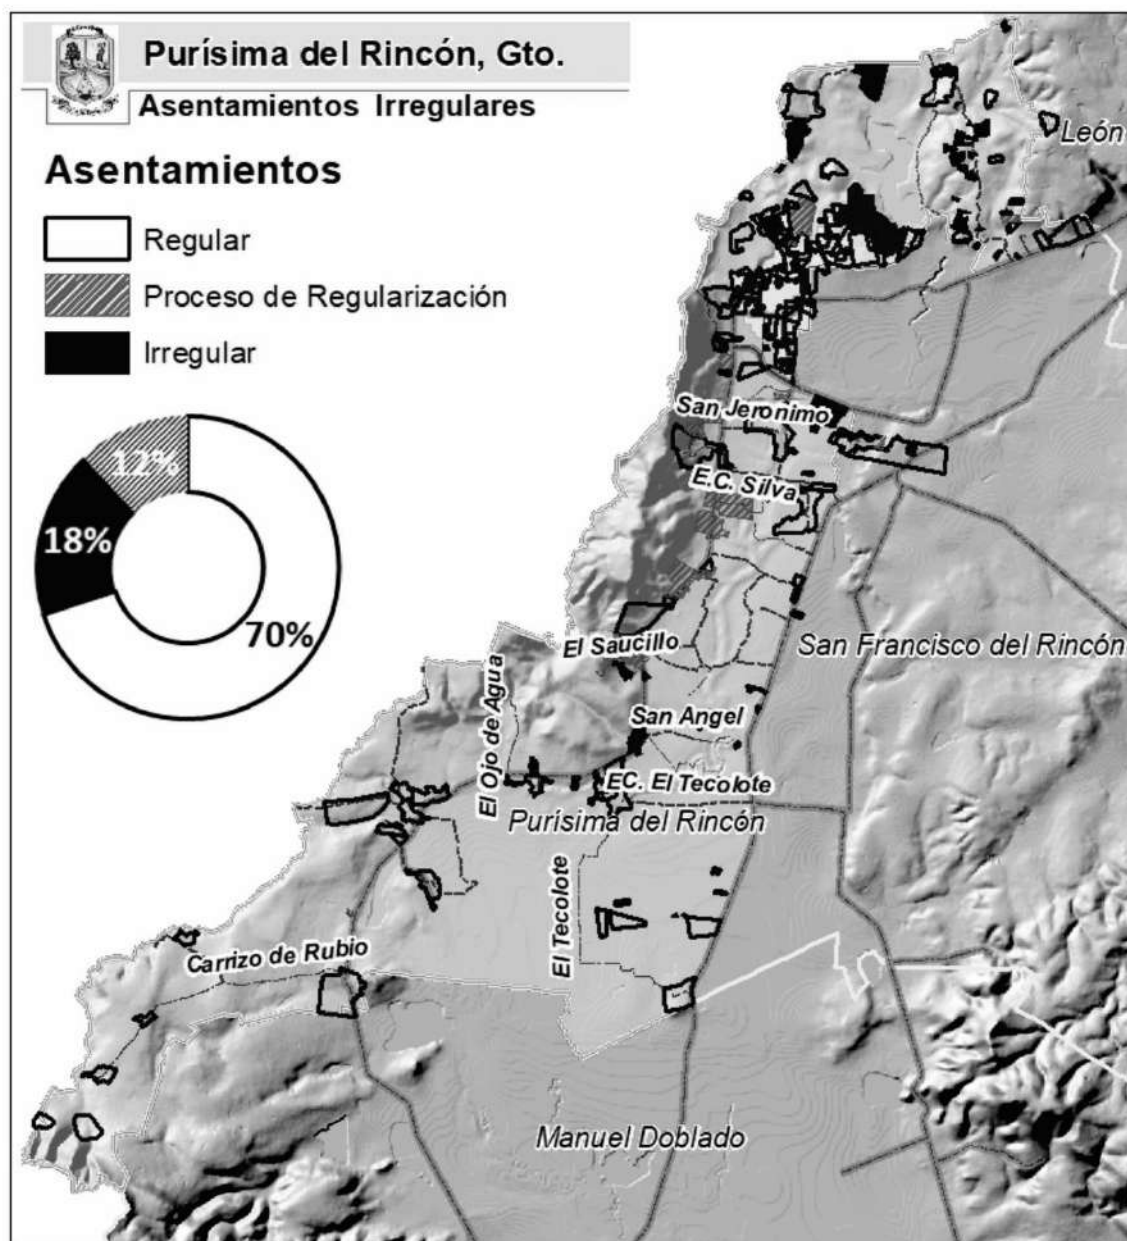 Purísima del Rincón, Gto.
Asentamientos Irregulares
Asentamientos
Regular
Proceso de Regularización
Irregular
12%
18%
70%
León
San Jeronimo
E.C. Silva
El Saucillo
San Francisco del Rincón
El Ojo de Agua
San Angel
EC. El Tecolote
Purísima del Rincón
El Tecolote
Carrizo de Rubio
Manuel Doblado